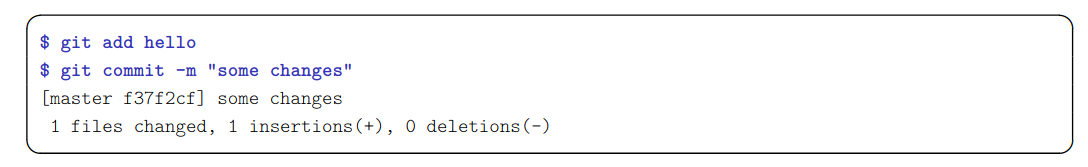 $ git add hello
$ git commit -m "some changes"
[master f37f2cf] some changes
1 files changed, 1 insertions(+), 0 deletions(-)